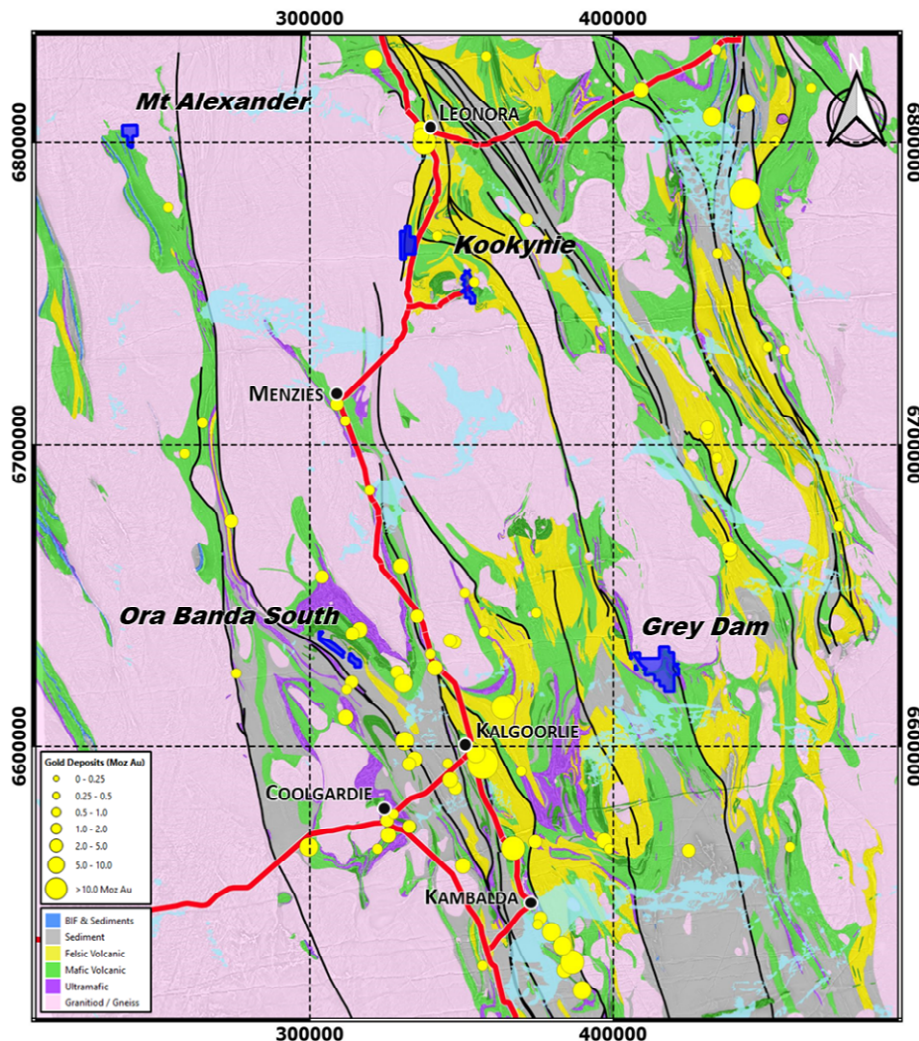 300000 400000
Mt Alexander
N
LEONORA
6800000 6800000
Kookynie
MENZIES
6700000 6700000
Ora Banda South
Grey Dam
KALGOORLIE
6600000 6600000
Gold Deposits (Moz Au)
0 - 0.25
0.25 - 0.5
0.5 - 1.0
1.0 - 2.0
2.0 - 5.0
5.0 - 10.0
>10.0 Moz Au
COOLGARDIE
KAMBALDA
BIF & Sediments
Sediment
Felsic Volcanic
Mafic Volcanic
Ultramafic
Granitiod / Gneiss
300000 400000